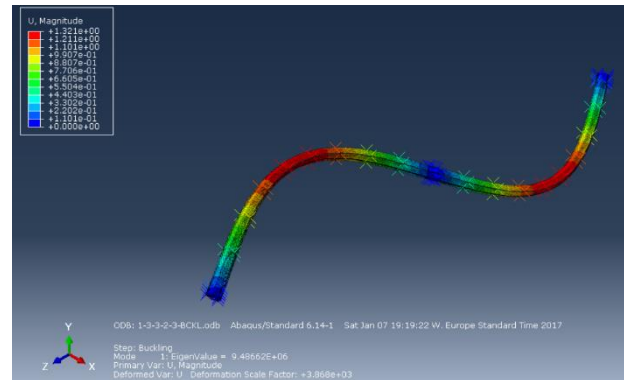 U, Magnitude
+1.321e+00
+1.211e+00
+1.101e+00
+9.907e-01
+8.807e-01
+7.706e-01
+6.605e-01
+5.504e-01
+4.403e-01
+3.302e-01
+2.202e-01
+1.101e-01
+0.000e+00
Y
Z
X
ODB: 1-3-3-2-3-BCKL.odb Abaqus/Standard 6.14-1 Sat Jan 07 19:19:22 W. Europe Standard Time 2017
Step: Buckling
Mode 1: EigenValue = 9.48662E+06
Primary Var: U, Magnitude
Deformed Var: U Deformation Scale Factor: +3.868e+03